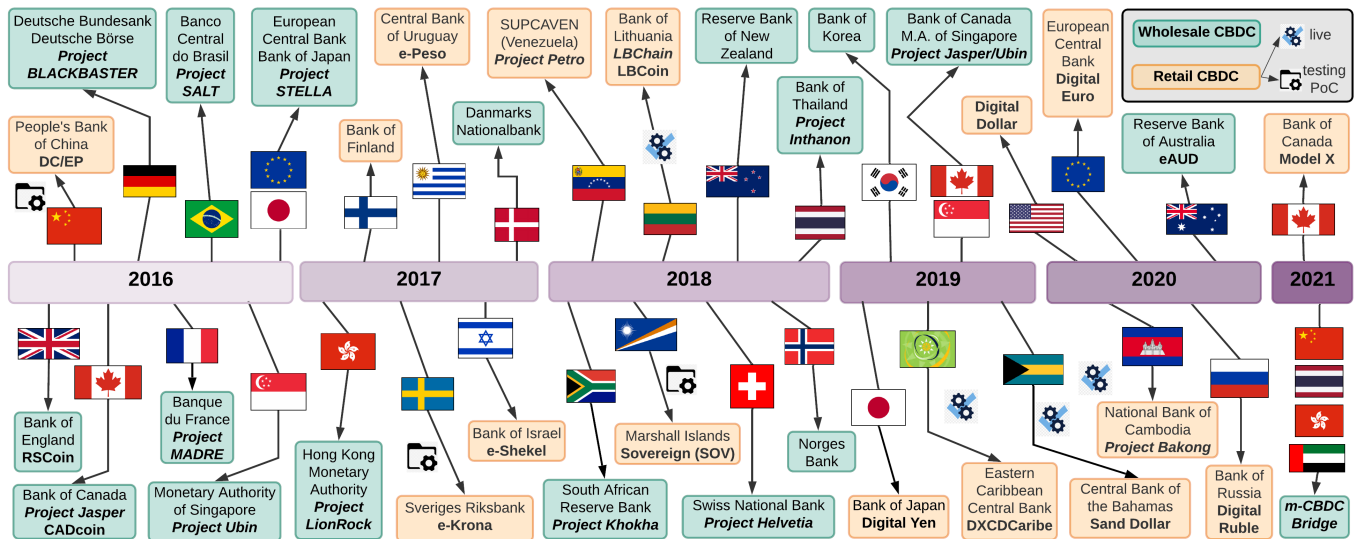 Deutsche Bundesbank
Deutsche Börse
Project
BLACKBASTER
Banco
Central
do Brasil
Project
SALT
European
Central Bank
Bank of Japan
Project
STELLA
Central Bank
of Uruguay
e-Peso
SUPCAVEN
(Venezuela)
Project Petro
Bank of
Lithuania
LBChain
LBCoin
Reserve Bank
of New
Zealand
Bank of
Korea
Bank of Canada
M.A. of Singapore
Project Jasper/Ubin
European
Central
Bank
Digital
Euro
Wholesale CBDC
live
Retail CBDC
testing
PoC
People's Bank
of China
DC/EP
Bank of
Finland
Danmarks
Nationalbank
Bank of
Thailand
Project
Inthanon
Digital
Dollar
Reserve Bank
of Australia
eAUD
Bank of
Canada
Model X
2016
2017
2018
2019
2020
2021
Bank of
England
RSCoin
Bank of Canada
Project Jasper
CADcoin
Banque
du France
Project
MADRE
Monetary Authority
of Singapore
Project Ubin
Hong Kong
Monetary
Authority
Project
LionRock
Sveriges Riksbank
e-Krona
Bank of Israel
e-Shekel
South African
Reserve Bank
Project Khokha
Marshall Islands
Sovereign (SOV)
Swiss National Bank
Project Helvetia
Norges
Bank
Bank of Japan
Digital Yen
Eastern
Caribbean
Central Bank
DXCDCaribe
Central Bank of
the Bahamas
Sand Dollar
National Bank of
Cambodia
Project Bakong
Bank of
Russia
Digital
Ruble
m-CBDC
Bridge